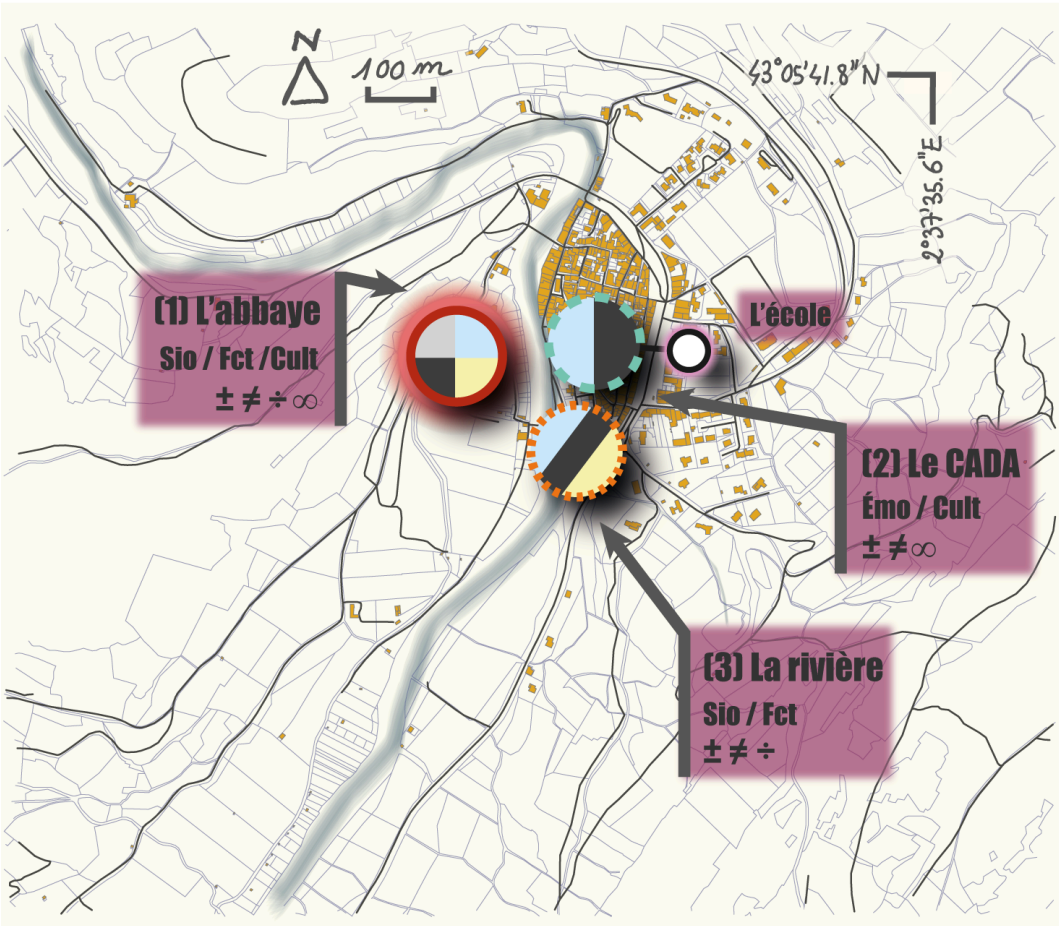 N
100 m
43°05'41.8"N
2°37'35.6"E
(1) L'abbaye
Sio / Fct /Cult
± ≠ ÷ ∞
L'école
(2) Le CADA
Émo / Cult
± ≠ ∞
(3) La rivière
Sio / Fct
± ≠ ÷